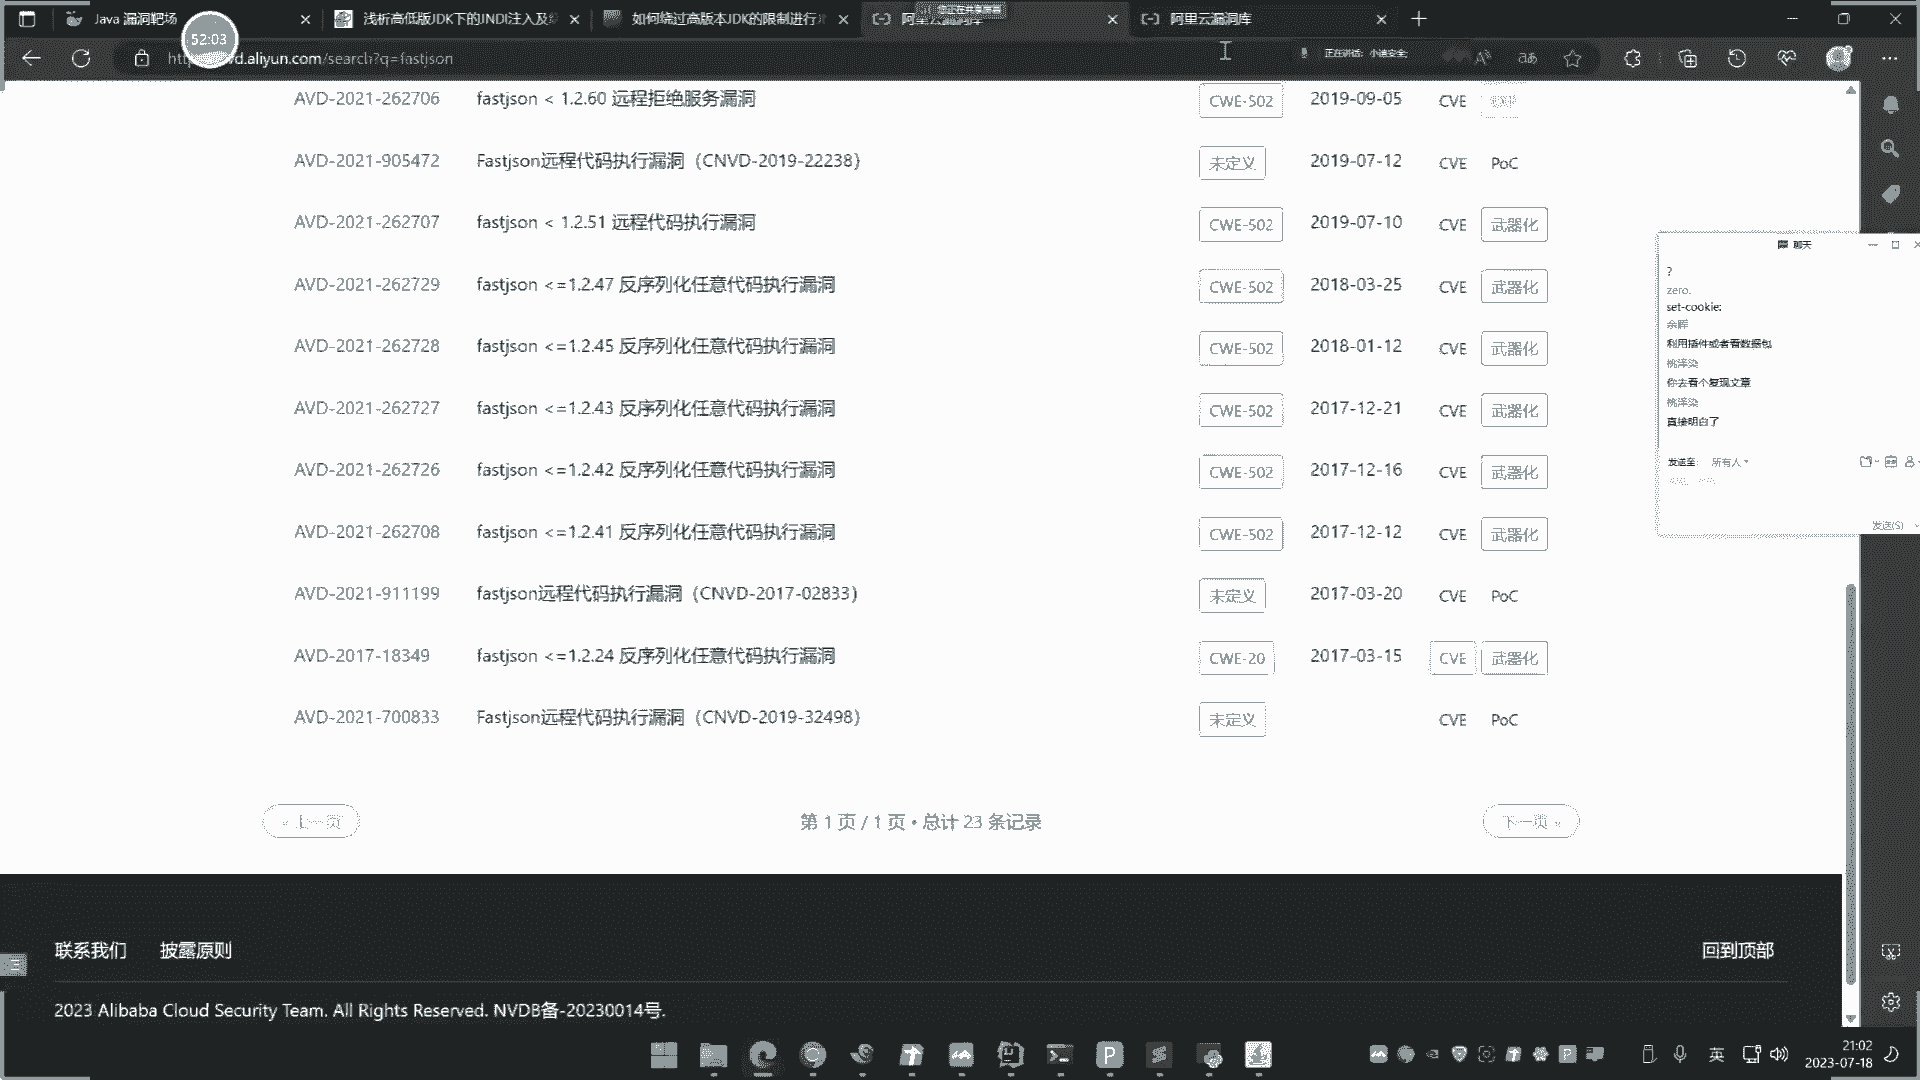 Java 漏洞靶场
浅析高低版JDK下的JNDI注入及
如何绕过高版本JDK的限制进行
阿里云漏洞库
阿里云漏洞库
52:03
正在讲话: 小迪安全;
vd.aliyun.com/search?q=fastjson
AVD-2021-262706 fastjson < 1.2.60 远程拒绝服务漏洞 CWE-502 2019-09-05 CVE
AVD-2021-905472 Fastjson远程代码执行漏洞（CNVD-2019-22238） 未定义 2019-07-12 CVE PoC
AVD-2021-262707 fastjson < 1.2.51 远程代码执行漏洞 CWE-502 2019-07-10 CVE 武器化
AVD-2021-262729 fastjson <=1.2.47 反序列化任意代码执行漏洞 CWE-502 2018-03-25 CVE 武器化
AVD-2021-262728 fastjson <=1.2.45 反序列化任意代码执行漏洞 CWE-502 2018-01-12 CVE 武器化
AVD-2021-262727 fastjson <=1.2.43 反序列化任意代码执行漏洞 CWE-502 2017-12-21 CVE 武器化
AVD-2021-262726 fastjson <=1.2.42 反序列化任意代码执行漏洞 CWE-502 2017-12-16 CVE 武器化
AVD-2021-262708 fastjson <=1.2.41 反序列化任意代码执行漏洞 CWE-502 2017-12-12 CVE 武器化
AVD-2021-911199 fastjson远程代码执行漏洞（CNVD-2017-02833） 未定义 2017-03-20 CVE PoC
AVD-2017-18349 fastjson <=1.2.24 反序列化任意代码执行漏洞 CWE-20 2017-03-15 CVE 武器化
AVD-2021-700833 Fastjson远程代码执行漏洞（CNVD-2019-32498） 未定义 CVE PoC
« 上一页
第 1 页 / 1 页 • 总计 23 条记录
下一页 »
聊天
?
zero.
set-cookie:
余晖
利用插件或者看数据包
桃泽染
你去看个复现文章
桃泽染
直接明白了
发送至: 所有人
发送(S)
联系我们 披露原则
回到顶部
2023 Alibaba Cloud Security Team. All Rights Reserved. NVDB备-20230014号.
英
21:02
2023-07-18